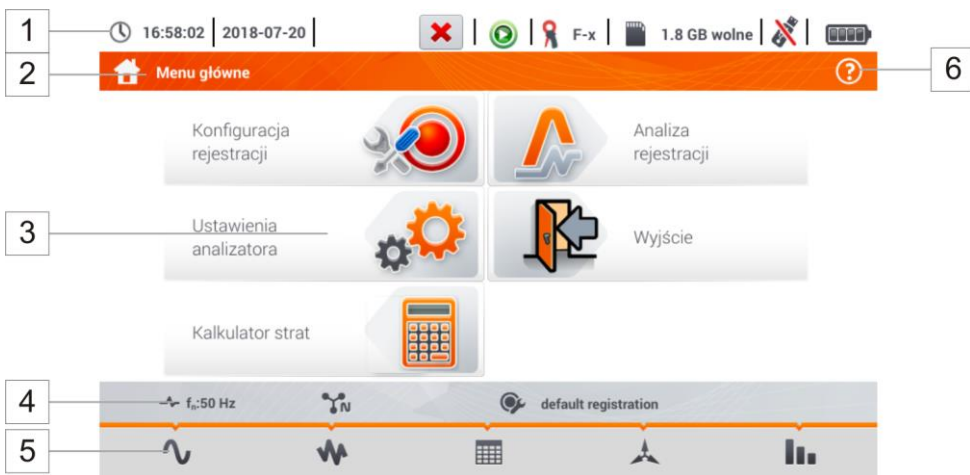 1
16:58:02 2018-07-20 F-x 1.8 GB wolne
2
Menu główne
6
Konfiguracja
rejestracji
Analiza
rejestracji
3
Ustawienia
analizatora
Wyjście
Kalkulator strat
4
fₙ:50 Hz N default registration
5